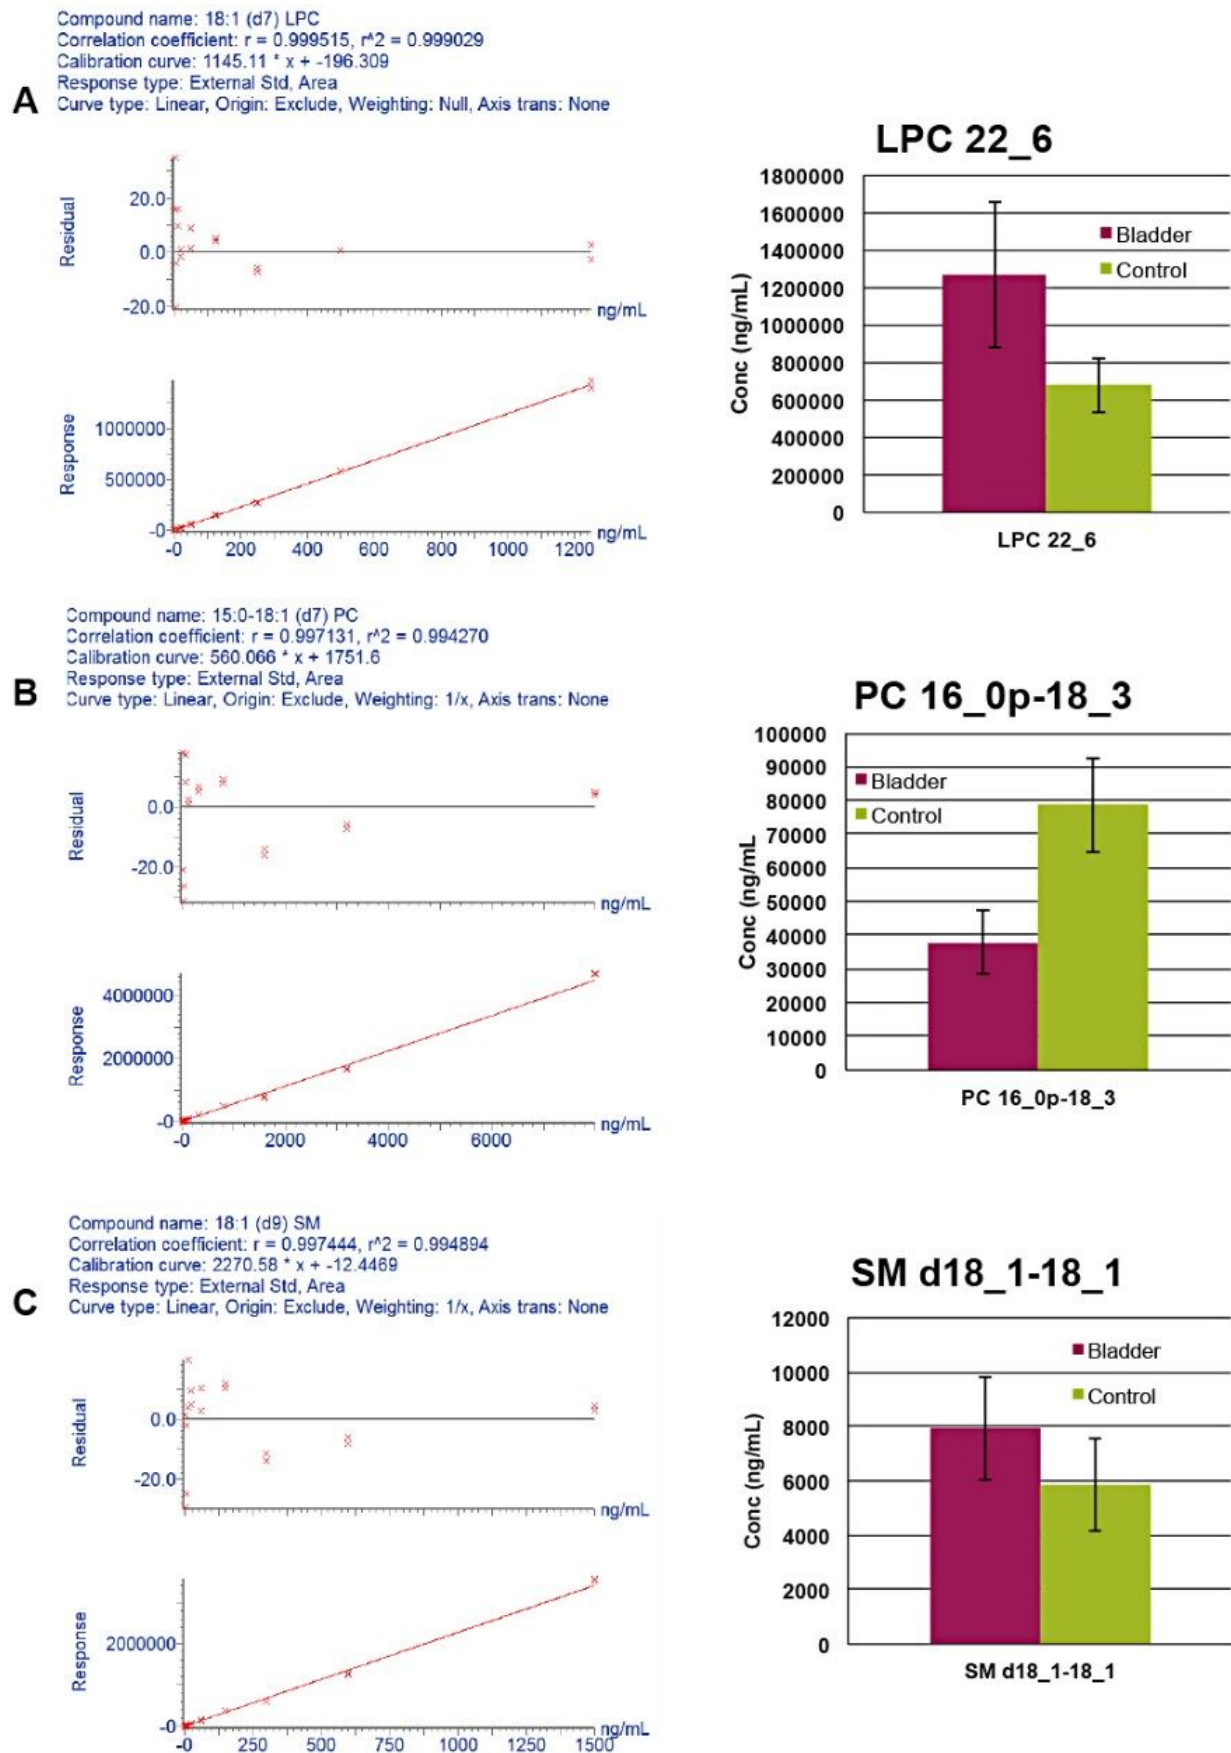 Compound name: 18:1 (d7) LPC
Correlation coefficient: r = 0.999515, r^2 = 0.999029
Calibration curve: 1145.11 * x + -196.309
Response type: External Std, Area
Curve type: Linear, Origin: Exclude, Weighting: Null, Axis trans: None
A
Residual
20.0
0.0
-20.0
ng/mL
Response
1000000
500000
-0
ng/mL
-0 200 400 600 800 1000 1200
LPC 22_6
Conc (ng/mL)
1800000
1600000
1400000
1200000
1000000
800000
600000
400000
200000
0
Bladder
Control
LPC 22_6
Compound name: 15:0-18:1 (d7) PC
Correlation coefficient: r = 0.997131, r^2 = 0.994270
Calibration curve: 560.066 * x + 1751.6
Response type: External Std, Area
Curve type: Linear, Origin: Exclude, Weighting: 1/x, Axis trans: None
B
Residual
0.0
-20.0
ng/mL
Response
4000000
2000000
-0
ng/mL
-0 2000 4000 6000
PC 16_0p-18_3
Conc (ng/mL
100000
90000
80000
70000
60000
50000
40000
30000
20000
10000
0
Bladder
Control
PC 16_0p-18_3
Compound name: 18:1 (d9) SM
Correlation coefficient: r = 0.997444, r^2 = 0.994894
Calibration curve: 2270.58 * x + -12.4469
Response type: External Std, Area
Curve type: Linear, Origin: Exclude, Weighting: 1/x, Axis trans: None
C
Residual
0.0
-20.0
ng/mL
Response
2000000
-0
ng/mL
-0 250 500 750 1000 1250 1500
SM d18_1-18_1
Conc (ng/mL)
12000
10000
8000
6000
4000
2000
0
Bladder
Control
SM d18_1-18_1